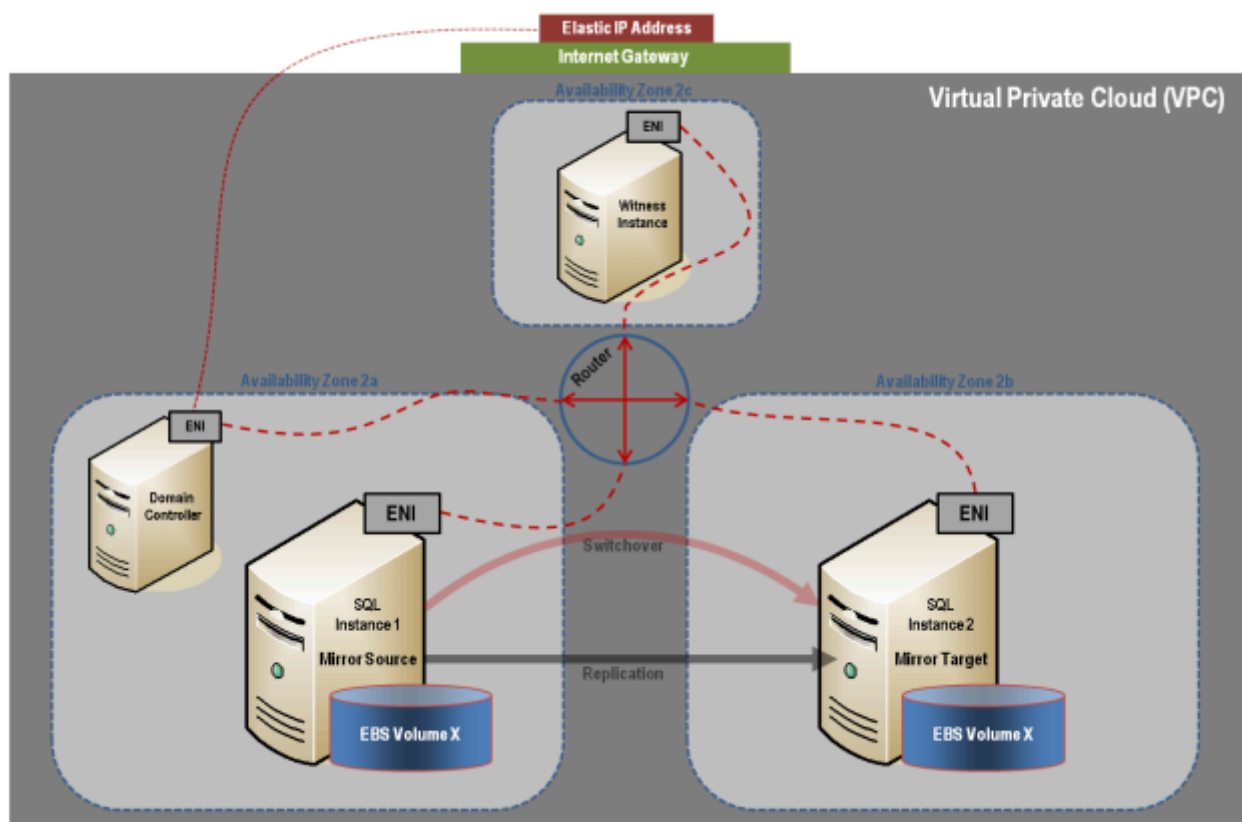 Elastic IP Address
Internet Gateway
Availability Zone 2c
Virtual Private Cloud (VPC)
ENI
Witness
Instance
Router
Availability Zone 2a
Availability Zone 2b
ENI
Domain
Controller
ENI
ENI
Switchover
SQL
Instance 1
Mirror Source
SQL
Instance 2
Mirror Target
Replication
EBS Volume X
EBS Volume X